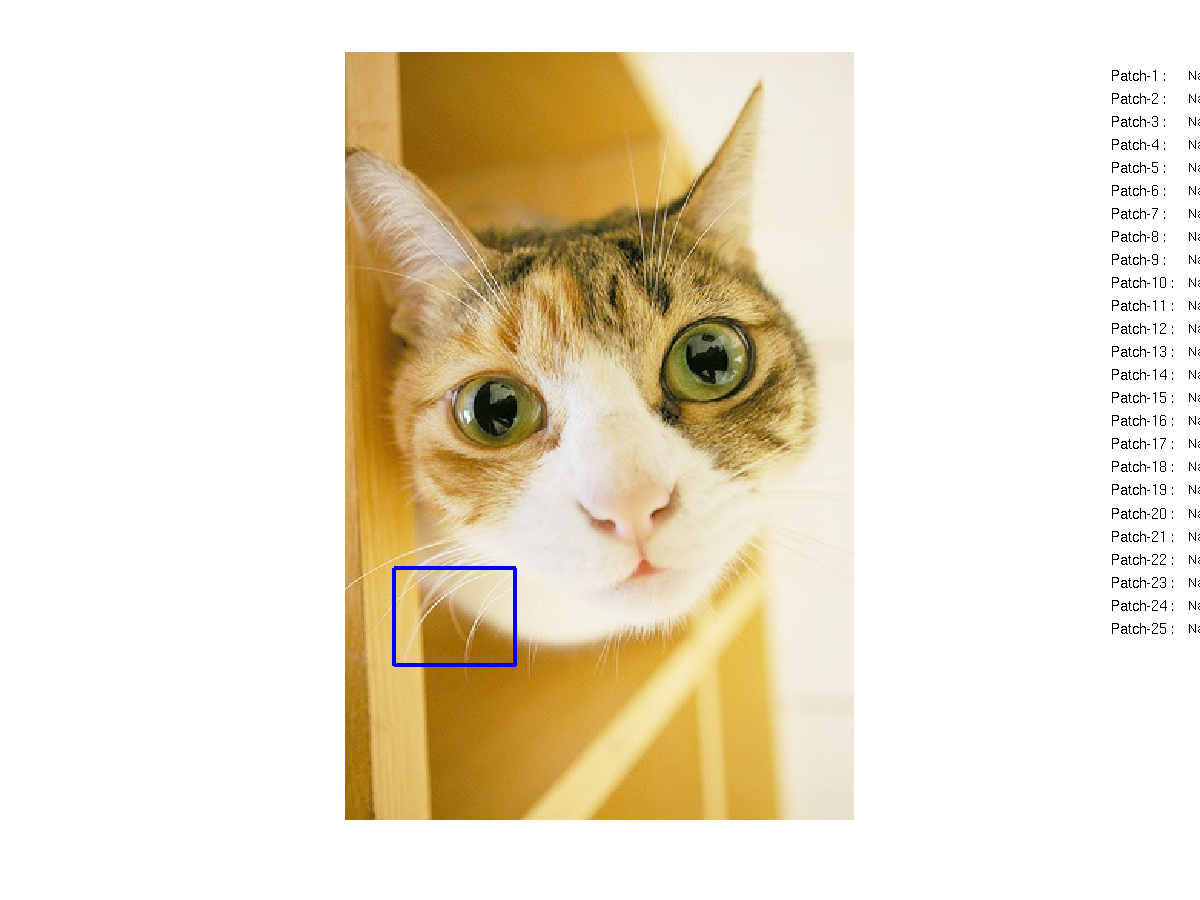 Patch-1 : Na
Patch-2 : Na
Patch-3 : Na
Patch-4 : Na
Patch-5 : Na
Patch-6 : Na
Patch-7 : Na
Patch-8 : Na
Patch-9 : Na
Patch-10 : Na
Patch-11 : Na
Patch-12 : Na
Patch-13 : Na
Patch-14 : Na
Patch-15 : Na
Patch-16 : Na
Patch-17 : Na
Patch-18 : Na
Patch-19 : Na
Patch-20 : Na
Patch-21 : Na
Patch-22 : Na
Patch-23 : Na
Patch-24 : Na
Patch-25 : Na